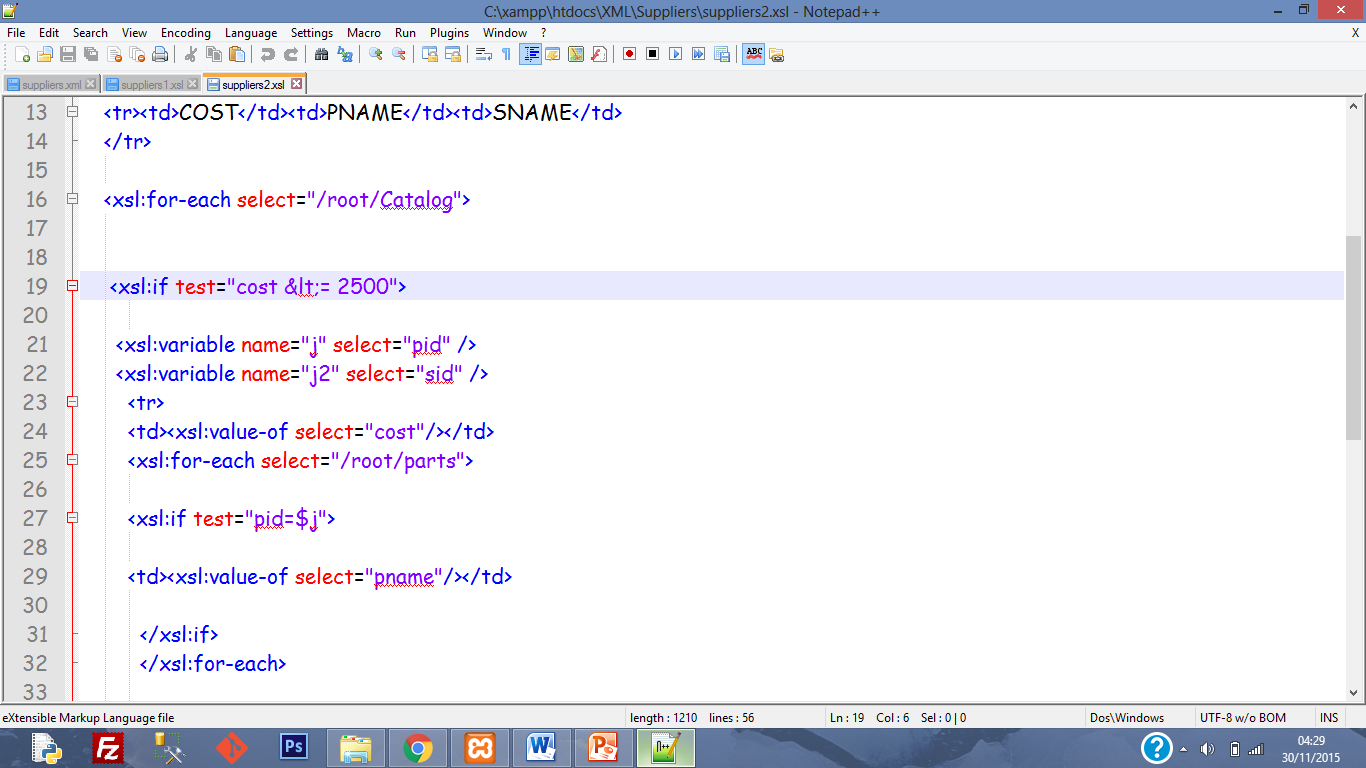 C:\xampp\htdocs\XML\Suppliers\suppliers2.xsl - Notepad++
File Edit Search View Encoding Language Settings Macro Run Plugins Window ? X
suppliers.xml suppliers1.xsl suppliers2.xsl
13 <tr><td>COST</td><td>PNAME</td><td>SNAME</td>
14 </tr>
15
16 <xsl:for-each select="/root/Catalog">
17
18
19 <xsl:if test="cost &lt;= 2500">
20
21 <xsl:variable name="j" select="pid" />
22 <xsl:variable name="j2" select="sid" />
23 <tr>
24 <td><xsl:value-of select="cost"/></td>
25 <xsl:for-each select="/root/parts">
26
27 <xsl:if test="pid=$j">
28
29 <td><xsl:value-of select="pname"/></td>
30
31 </xsl:if>
32 </xsl:for-each>
33
eXtensible Markup Language file length : 1210 lines : 56 Ln : 19 Col : 6 Sel : 0 | 0 Dos\Windows UTF-8 w/o BOM INS
04:29
30/11/2015